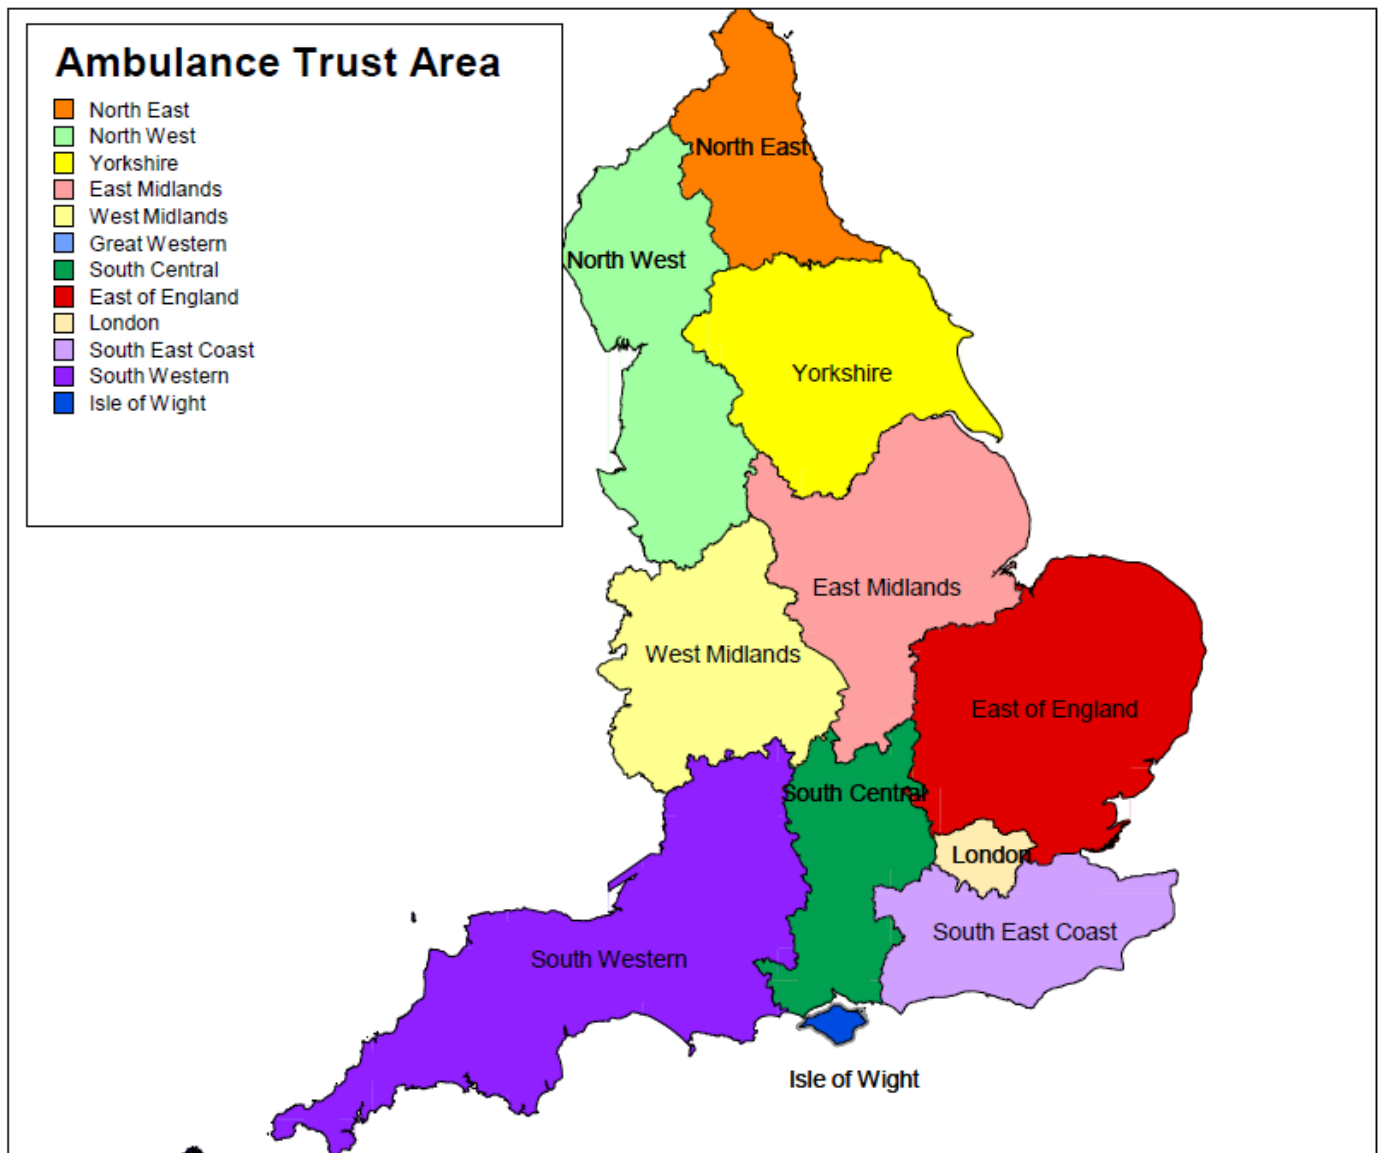 Ambulance Trust Area
North East
North West
Yorkshire
East Midlands
West Midlands
Great Western
South Central
East of England
London
South East Coast
South Western
Isle of Wight
North East
North West
Yorkshire
East Midlands
West Midlands
East of England
South Central
London
South East Coast
South Western
Isle of Wight